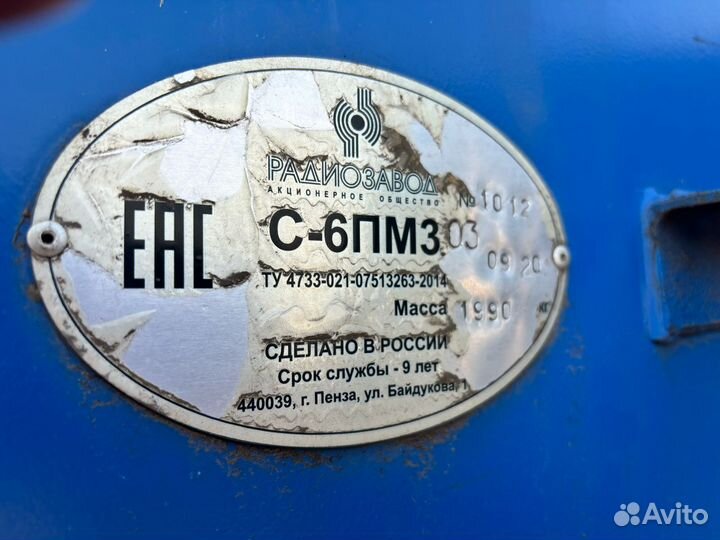 РАДИОЗАВОД
АКЦИОНЕРНОЕ ОБЩЕСТВО
№ 1012
ЕАС
С-6ПМ3 03
09 20
ТУ 4733-021-07513263-2014
Масса 1990 кг
СДЕЛАНО В РОССИИ
Срок службы - 9 лет
440039, г. Пенза, ул. Байдукова, 1
Avito